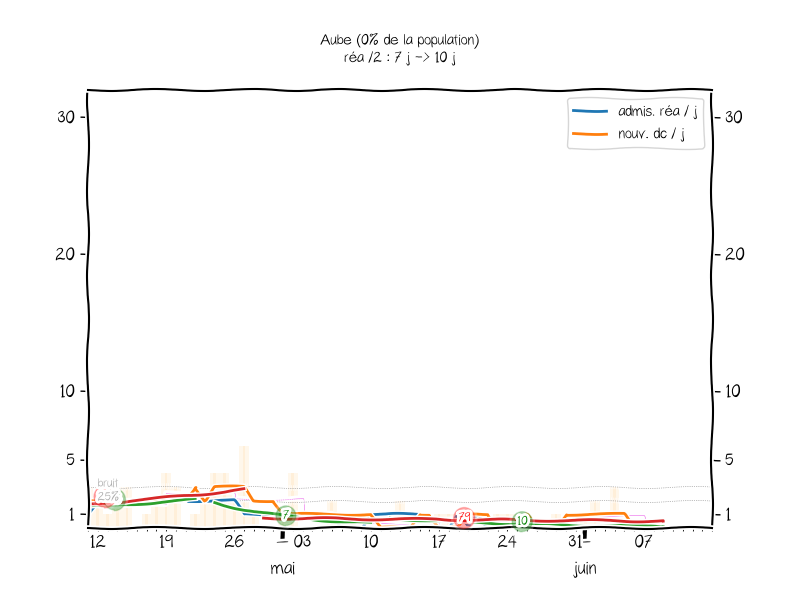 Aube (0% de la population)
réa /2 : 7 j -> 10 j
30
30
admis. réa / j
nouv. dc / j
20
20
10
10
5
5
bruit
25%
1
7
79
10
1
12 19 26 03 10 17 24 31 07
mai juin